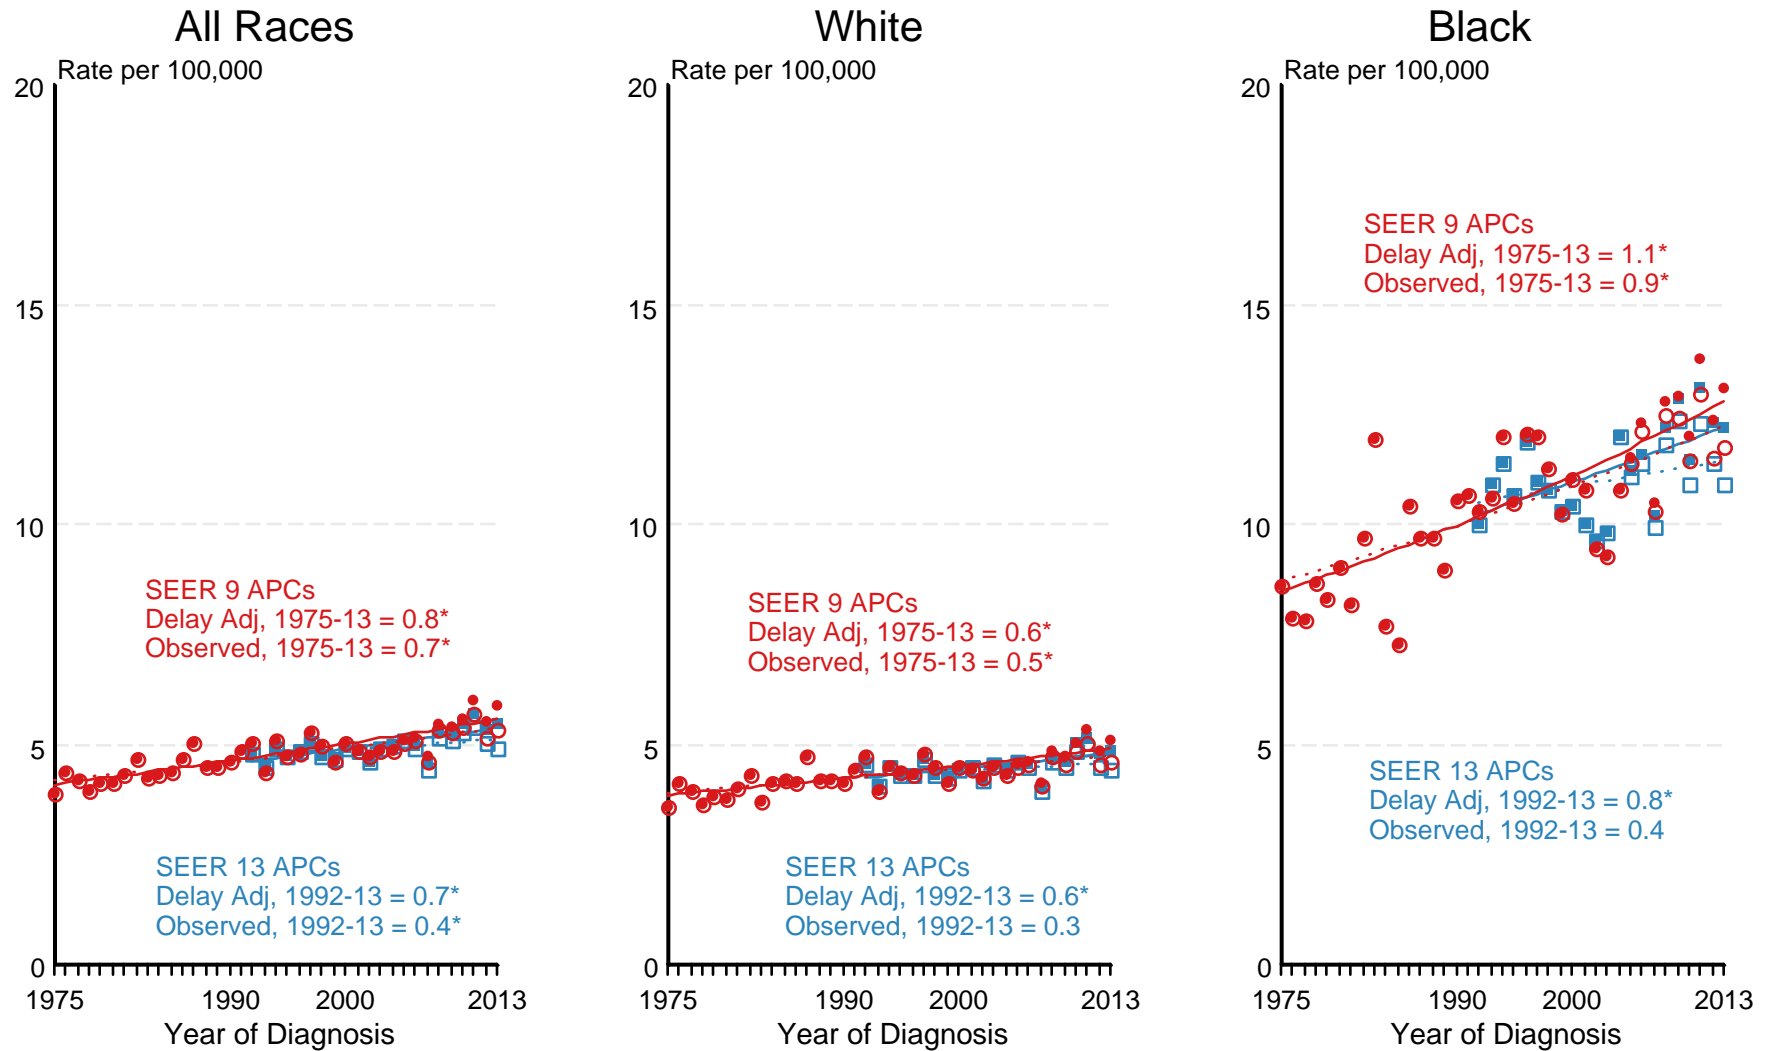 All Races
Rate per 100,000
20
15
10
5
0
SEER 9 APCs
Delay Adj, 1975-13 = 0.8*
Observed, 1975-13 = 0.7*
SEER 13 APCs
Delay Adj, 1992-13 = 0.7*
Observed, 1992-13 = 0.4*
1975 1990 2000 2013
Year of Diagnosis
White
Rate per 100,000
20
15
10
5
0
SEER 9 APCs
Delay Adj, 1975-13 = 0.6*
Observed, 1975-13 = 0.5*
SEER 13 APCs
Delay Adj, 1992-13 = 0.6*
Observed, 1992-13 = 0.3
1975 1990 2000 2013
Year of Diagnosis
Black
Rate per 100,000
20
SEER 9 APCs
Delay Adj, 1975-13 = 1.1*
Observed, 1975-13 = 0.9*
15
10
5
SEER 13 APCs
Delay Adj, 1992-13 = 0.8*
Observed, 1992-13 = 0.4
0
1975 1990 2000 2013
Year of Diagnosis